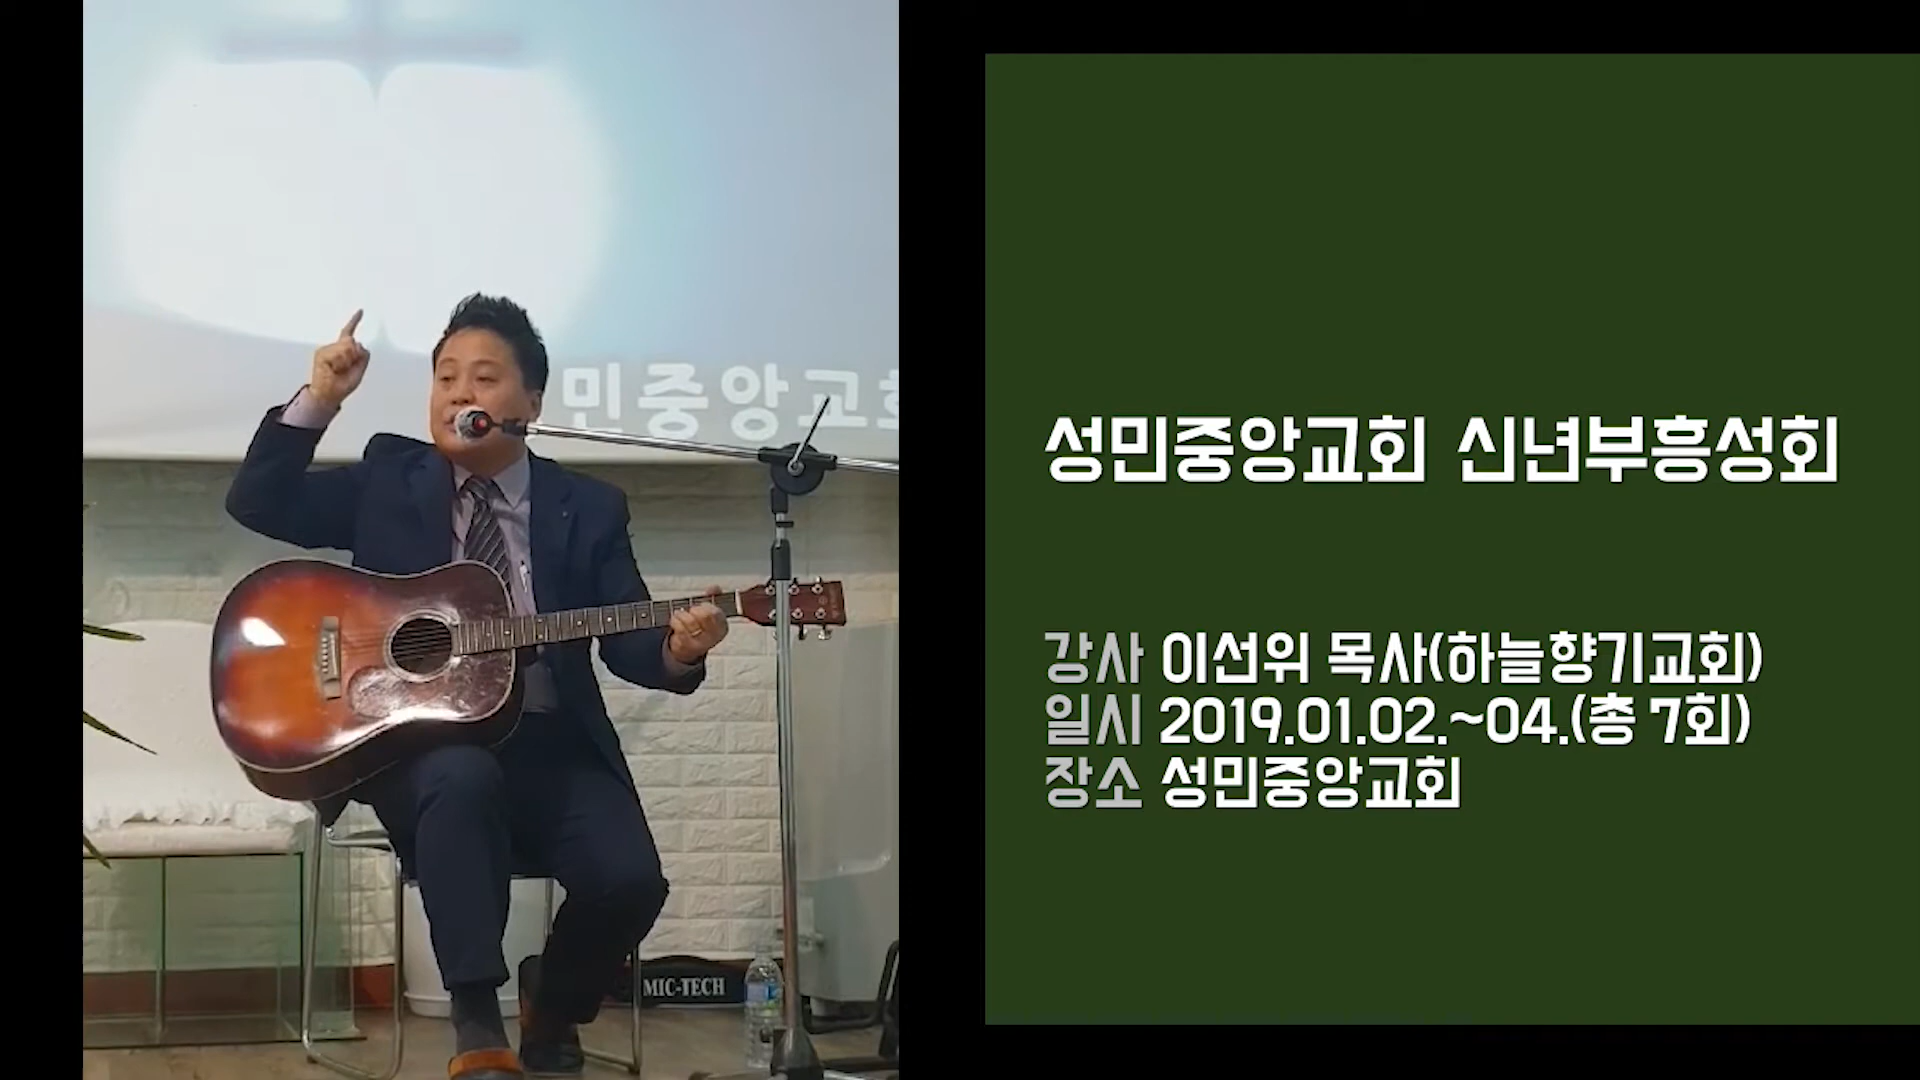 민중앙교회
MIC-TECH
성민중앙교회 신년부흥성회
강사 이선위 목사(하늘향기교회)
일시 2019.01.02.~04.(총 7회)
장소 성민중앙교회